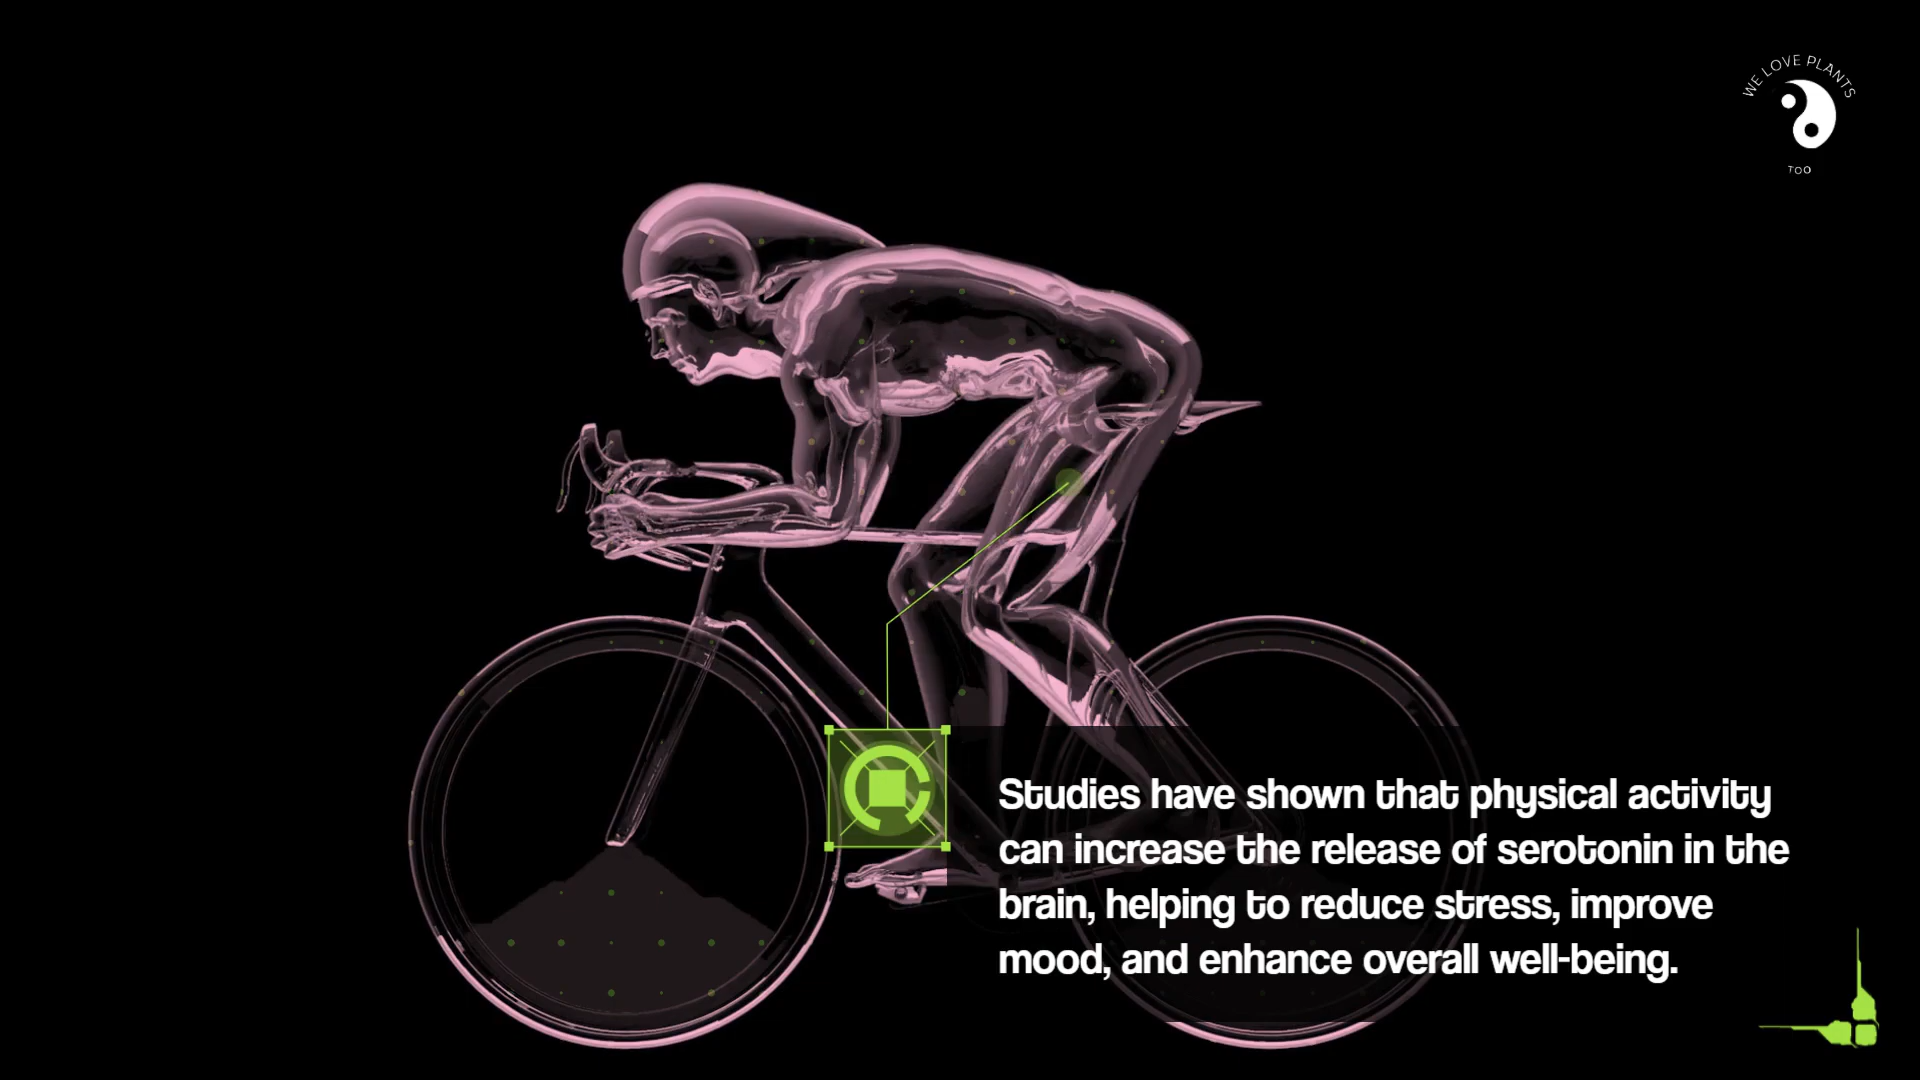 WE LOVE PLANTS
TOO
Studies have shown that physical activity
can increase the release of serotonin in the
brain, helping to reduce stress, improve
mood, and enhance overall well-being.